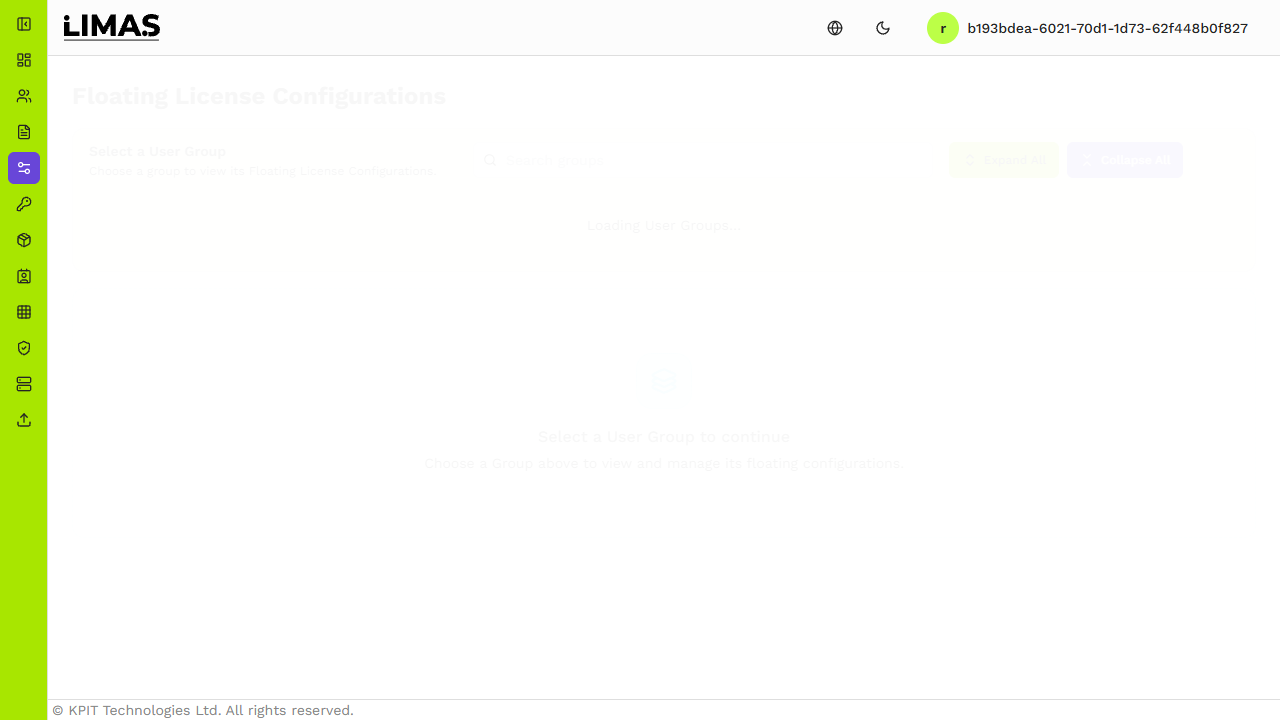 iLIMAS
r b193bdea-6021-70d1-1d73-62f448b0f827
Floating License Configurations
Select a User Group
Choose a group to view its Floating License Configurations.
Search groups...
Expand All
Collapse All
Loading User Groups...
Select a User Group to continue
Choose a Group above to view and manage its floating configurations.
© KPIT Technologies Ltd. All rights reserved.